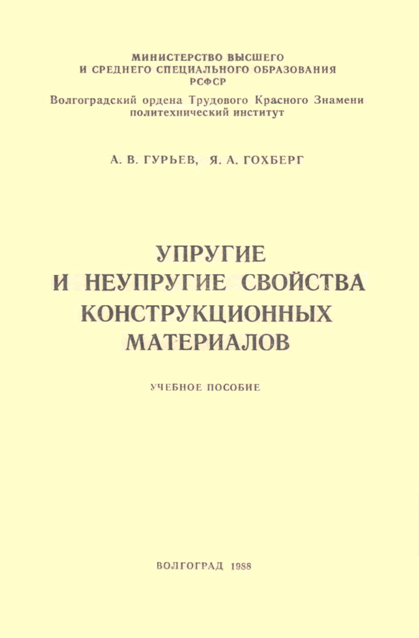 МИНИСТЕРСТВО ВЫСШЕГО
И СРЕДНЕГО СПЕЦИАЛЬНОГО ОБРАЗОВАНИЯ
РСФСР
Волгоградский ордена Трудового Красного Знамени
политехнический институт
А. В. ГУРЬЕВ, Я. А. ГОХБЕРГ
УПРУГИЕ
И НЕУПРУГИЕ СВОЙСТВА
КОНСТРУКЦИОННЫХ
МАТЕРИАЛОВ
УЧЕБНОЕ ПОСОБИЕ
ВОЛГОГРАД 1988